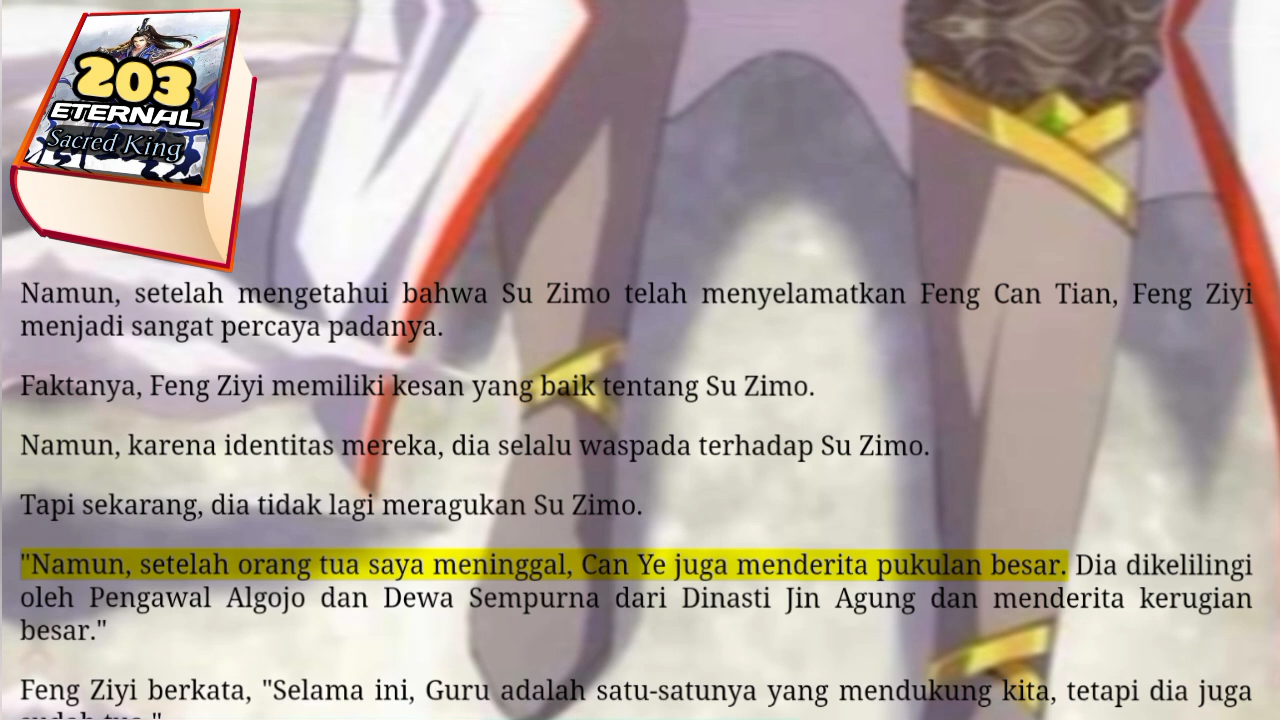 203
ETERNAL
Sacred King
Namun, setelah mengetahui bahwa Su Zimo telah menyelamatkan Feng Can Tian, Feng Ziyi
menjadi sangat percaya padanya.
Faktanya, Feng Ziyi memiliki kesan yang baik tentang Su Zimo.
Namun, karena identitas mereka, dia selalu waspada terhadap Su Zimo.
Tapi sekarang, dia tidak lagi meragukan Su Zimo.
"Namun, setelah orang tua saya meninggal, Can Ye juga menderita pukulan besar. Dia dikelilingi
oleh Pengawal Algojo dan Dewa Sempurna dari Dinasti Jin Agung dan menderita kerugian
besar."
Feng Ziyi berkata, "Selama ini, Guru adalah satu-satunya yang mendukung kita, tetapi dia juga